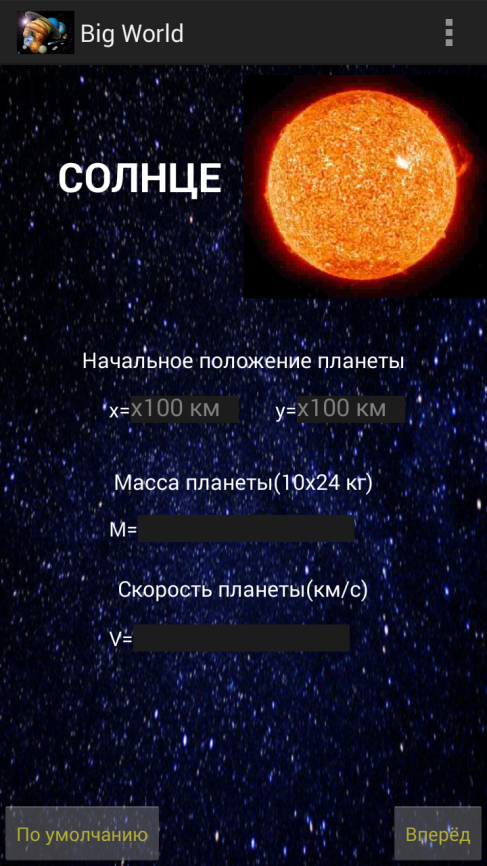 Big World
СОЛНЦЕ
Начальное положение планеты
x=x100 км y=x100 км
Масса планеты(10x24 кг)
M=
Скорость планеты(км/с)
V=
По умолчанию Вперёд